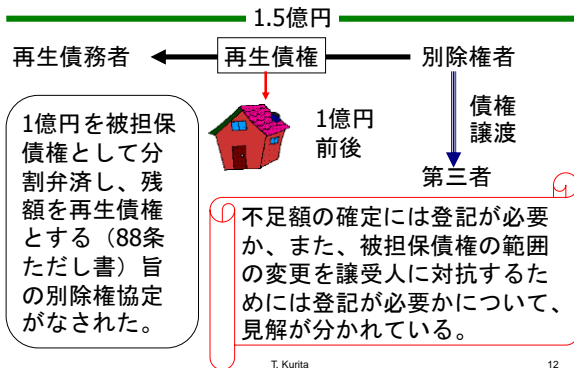 1.5億円
再生債務者
再生債権
別除権者
1億円を被担保
債権として分
割弁済し、残
額を再生債権
とする（88条
ただし書）旨
の別除権協定
がなされた。
1億円
前後
債権
譲渡
第三者
不足額の確定には登記が必要
か、また、被担保債権の範囲
の変更を譲受人に対抗するた
めには登記が必要かについて、
見解が分かれている。
T. Kurita
12